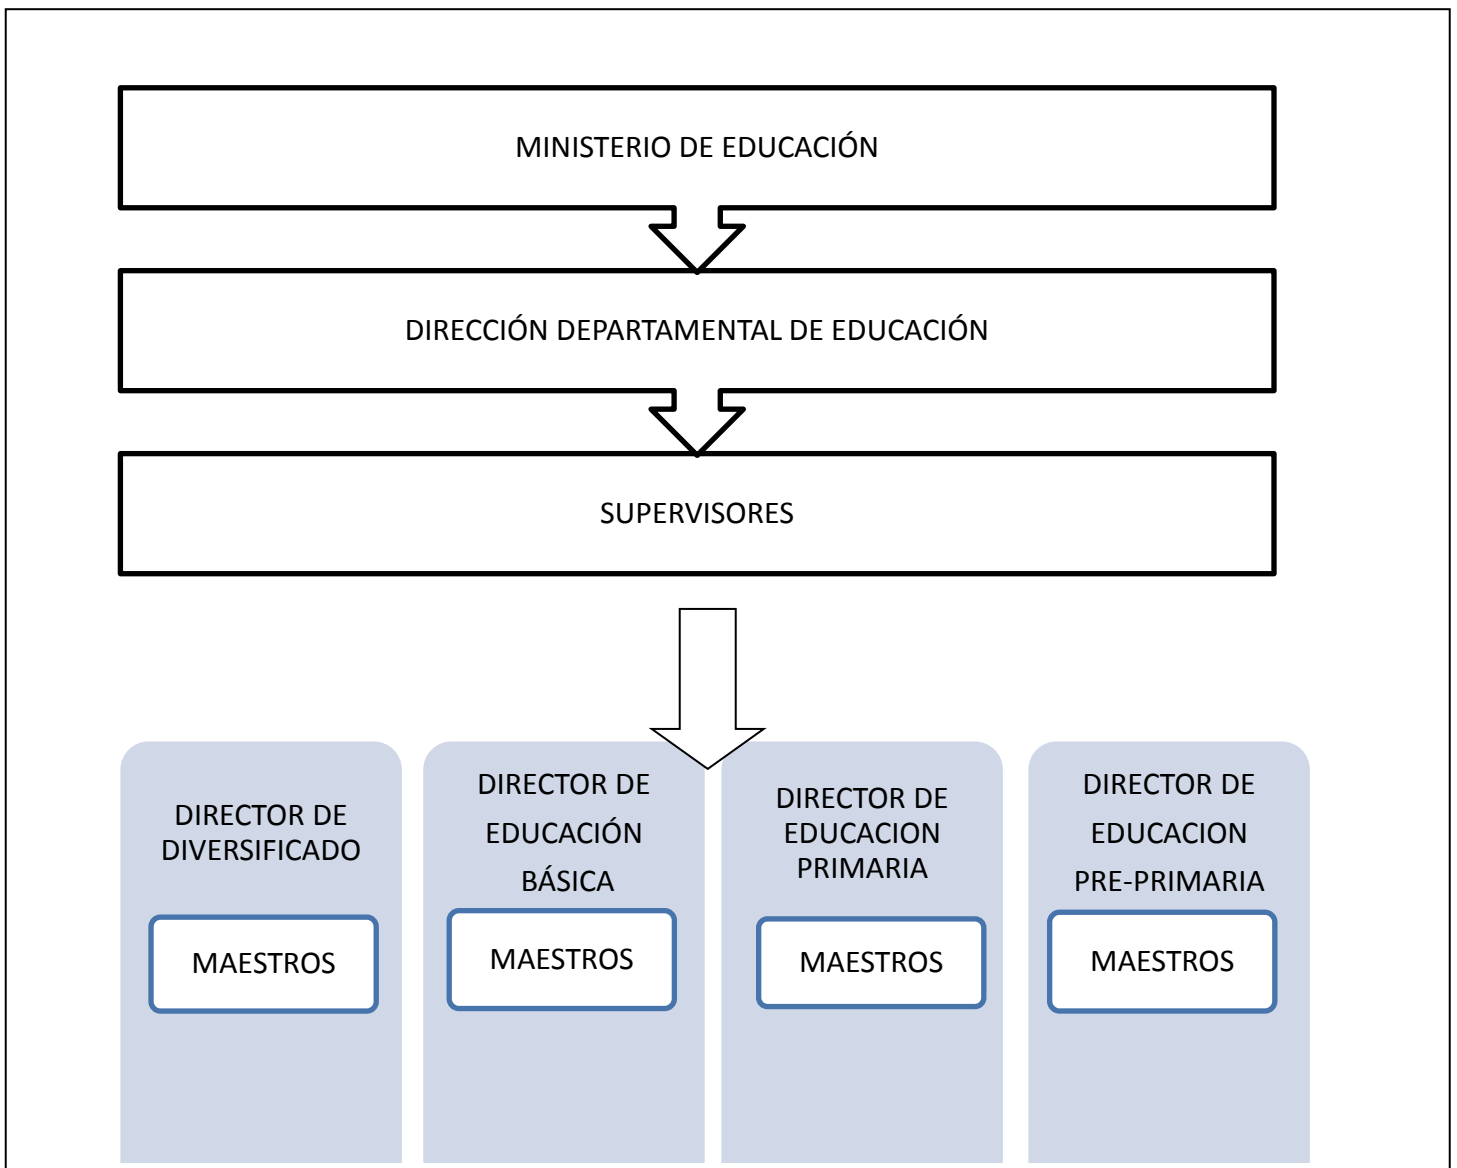 MINISTERIO DE EDUCACIÓN
DIRECCIÓN DEPARTAMENTAL DE EDUCACIÓN
SUPERVISORES
DIRECTOR DE
DIVERSIFICADO
MAESTROS
DIRECTOR DE
EDUCACIÓN
BÁSICA
MAESTROS
DIRECTOR DE
EDUCACION
PRIMARIA
MAESTROS
DIRECTOR DE
EDUCACION
PRE-PRIMARIA
MAESTROS